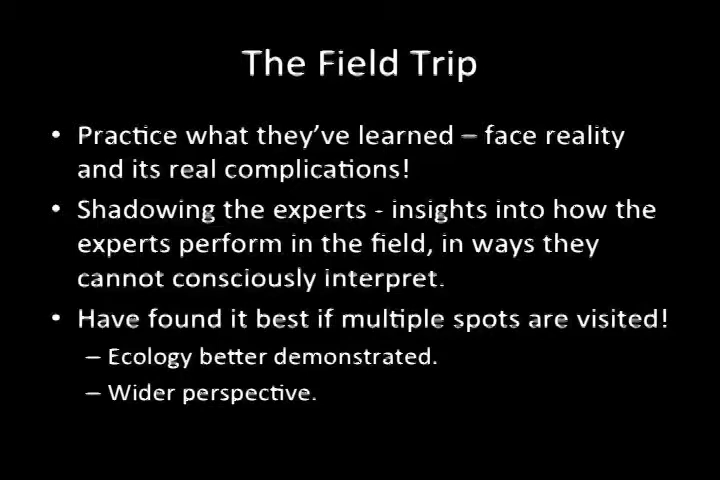 The Field Trip
• Practice what they've learned – face reality
and its real complications!
• Shadowing the experts - insights into how the
experts perform in the field, in ways they
cannot consciously interpret.
• Have found it best if multiple spots are visited!
– Ecology better demonstrated.
– Wider perspective.